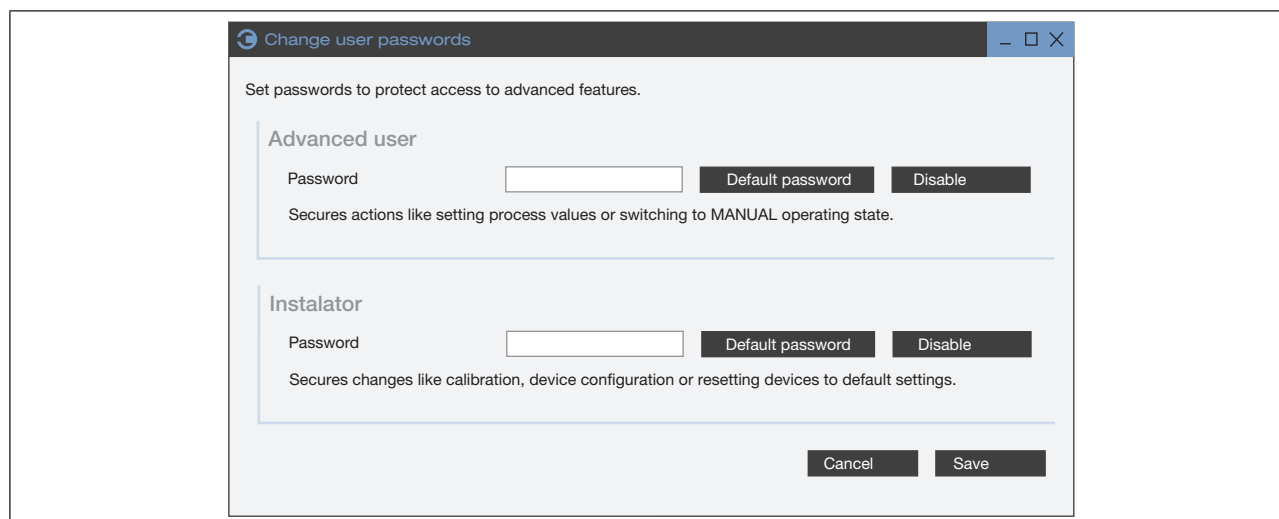 Change user passwords
Set passwords to protect access to advanced features.
Advanced user
Password Default password Disable
Secures actions like setting process values or switching to MANUAL operating state.
Instalator
Password Default password Disable
Secures changes like calibration, device configuration or resetting devices to default settings.
Cancel Save